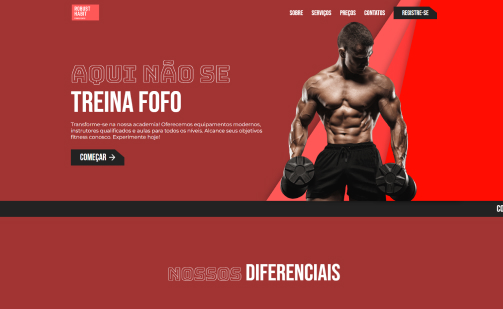 ROBUST
HABIT
SOBRE SERVIÇOS PREÇOS CONTATOS REGISTRE-SE
AQUI NÃO SE
TREINA FOFO
Transforme-se na nossa academia! Oferecemos equipamentos modernos,
instrutores qualificados e aulas para todos os níveis. Alcance seus objetivos
fitness conosco. Experimente hoje!
COMEÇAR →
CO
NOSSOS DIFERENCIAIS